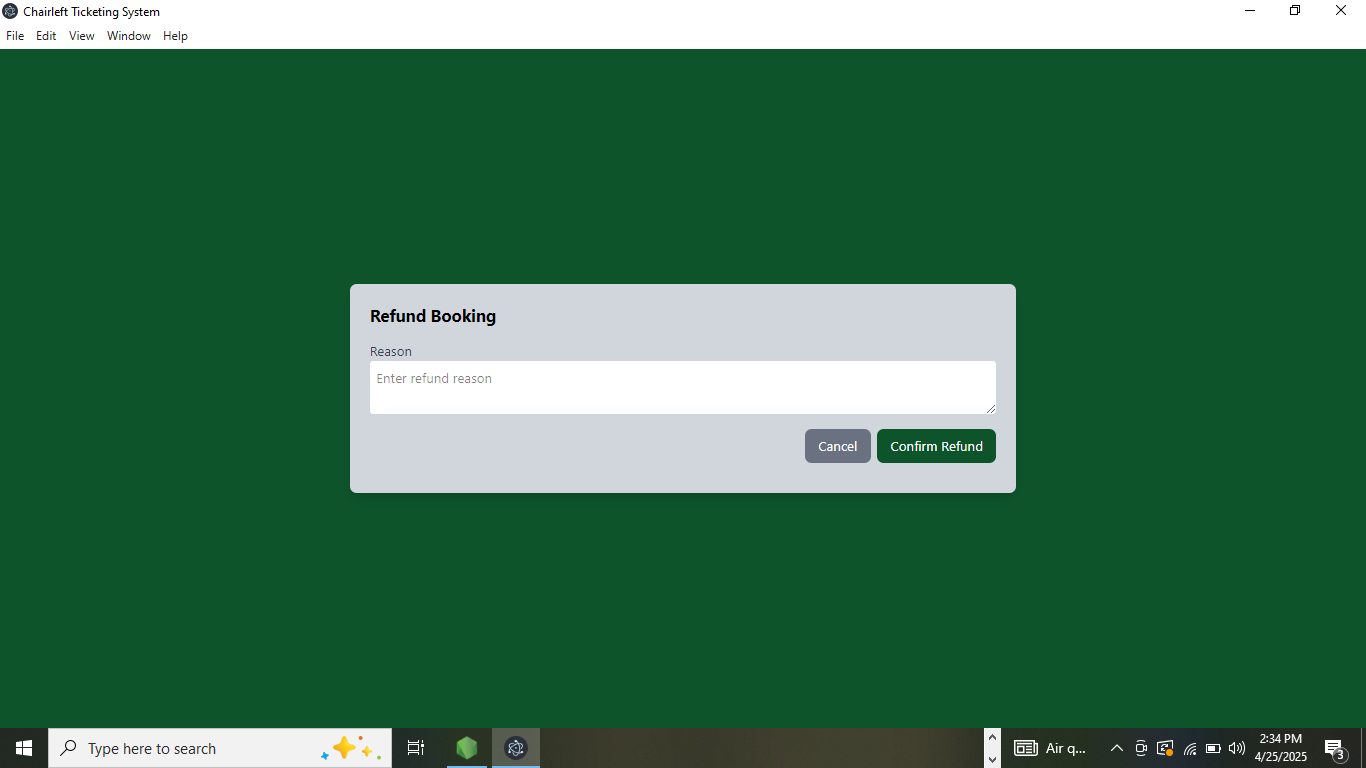 Chairleft Ticketing System
File Edit View Window Help
Refund Booking
Reason
Enter refund reason
Cancel Confirm Refund
Type here to search
Air q...
2:34 PM
4/25/2025
3